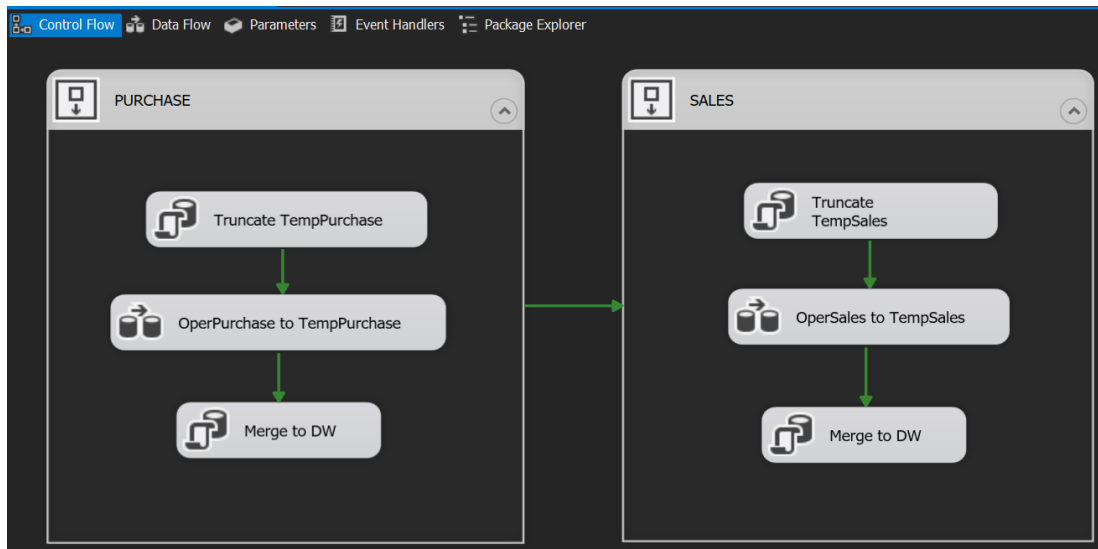 Control Flow Data Flow Parameters Event Handlers Package Explorer
PURCHASE
Truncate TempPurchase
OperPurchase to TempPurchase
Merge to DW
SALES
Truncate
TempSales
OperSales to TempSales
Merge to DW